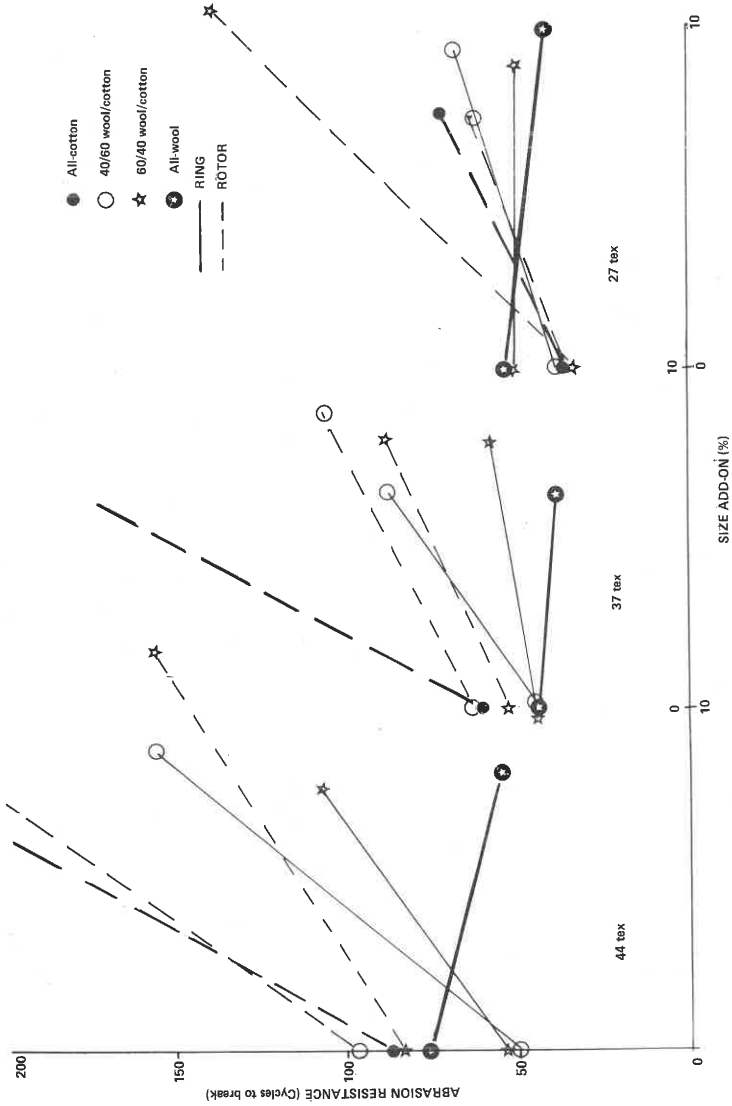 All-cotton
40/60 wool/cotton
60/40 wool/cotton
All-wool
RING
ROTOR
200
150
100
50
0
ABRASION RESISTANCE (Cycles to break)
44 tex
37 tex
27 tex
0
10
10
0
10
SIZE ADD-ON (%)